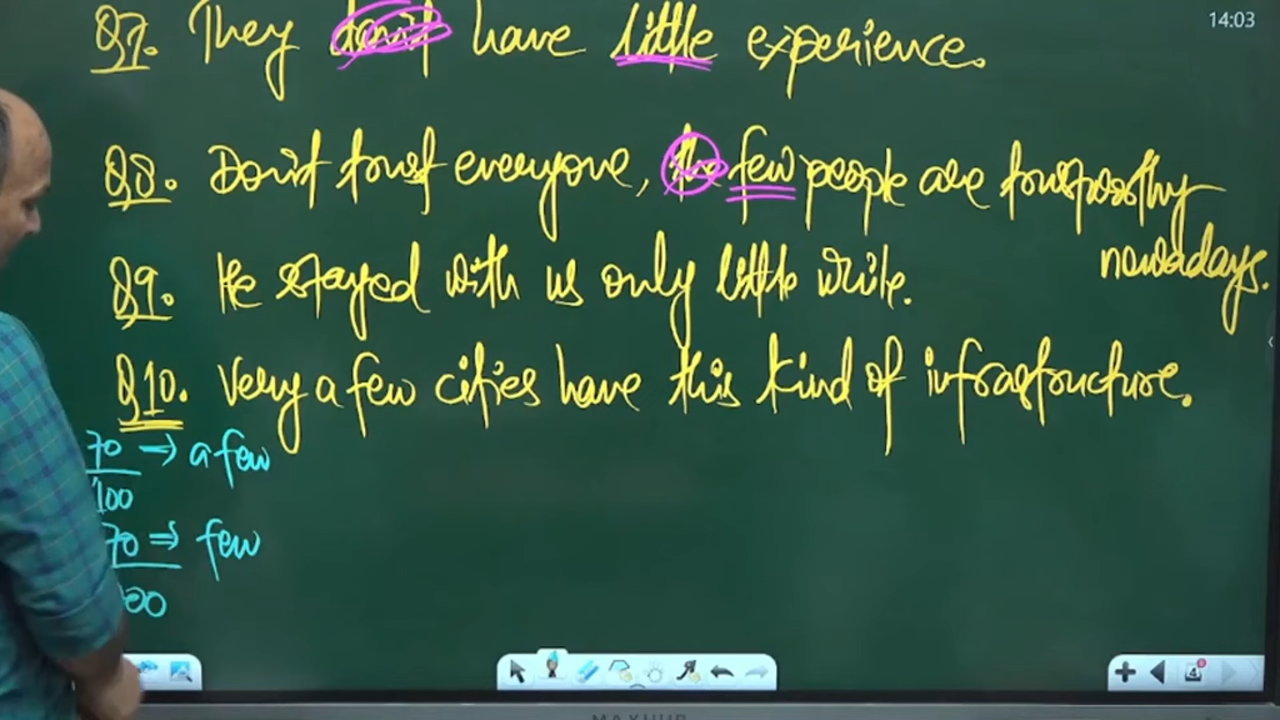 14:03
Q7. They don't have little experience.
Q8. Don't trust everyone, the few people are trustworthy
nowadays.
Q9. He stayed with us only little while.
Q10. Very a few cities have this kind of infrastructure.
70 → a few
100
70 ⇒ few
4
MAXHUB